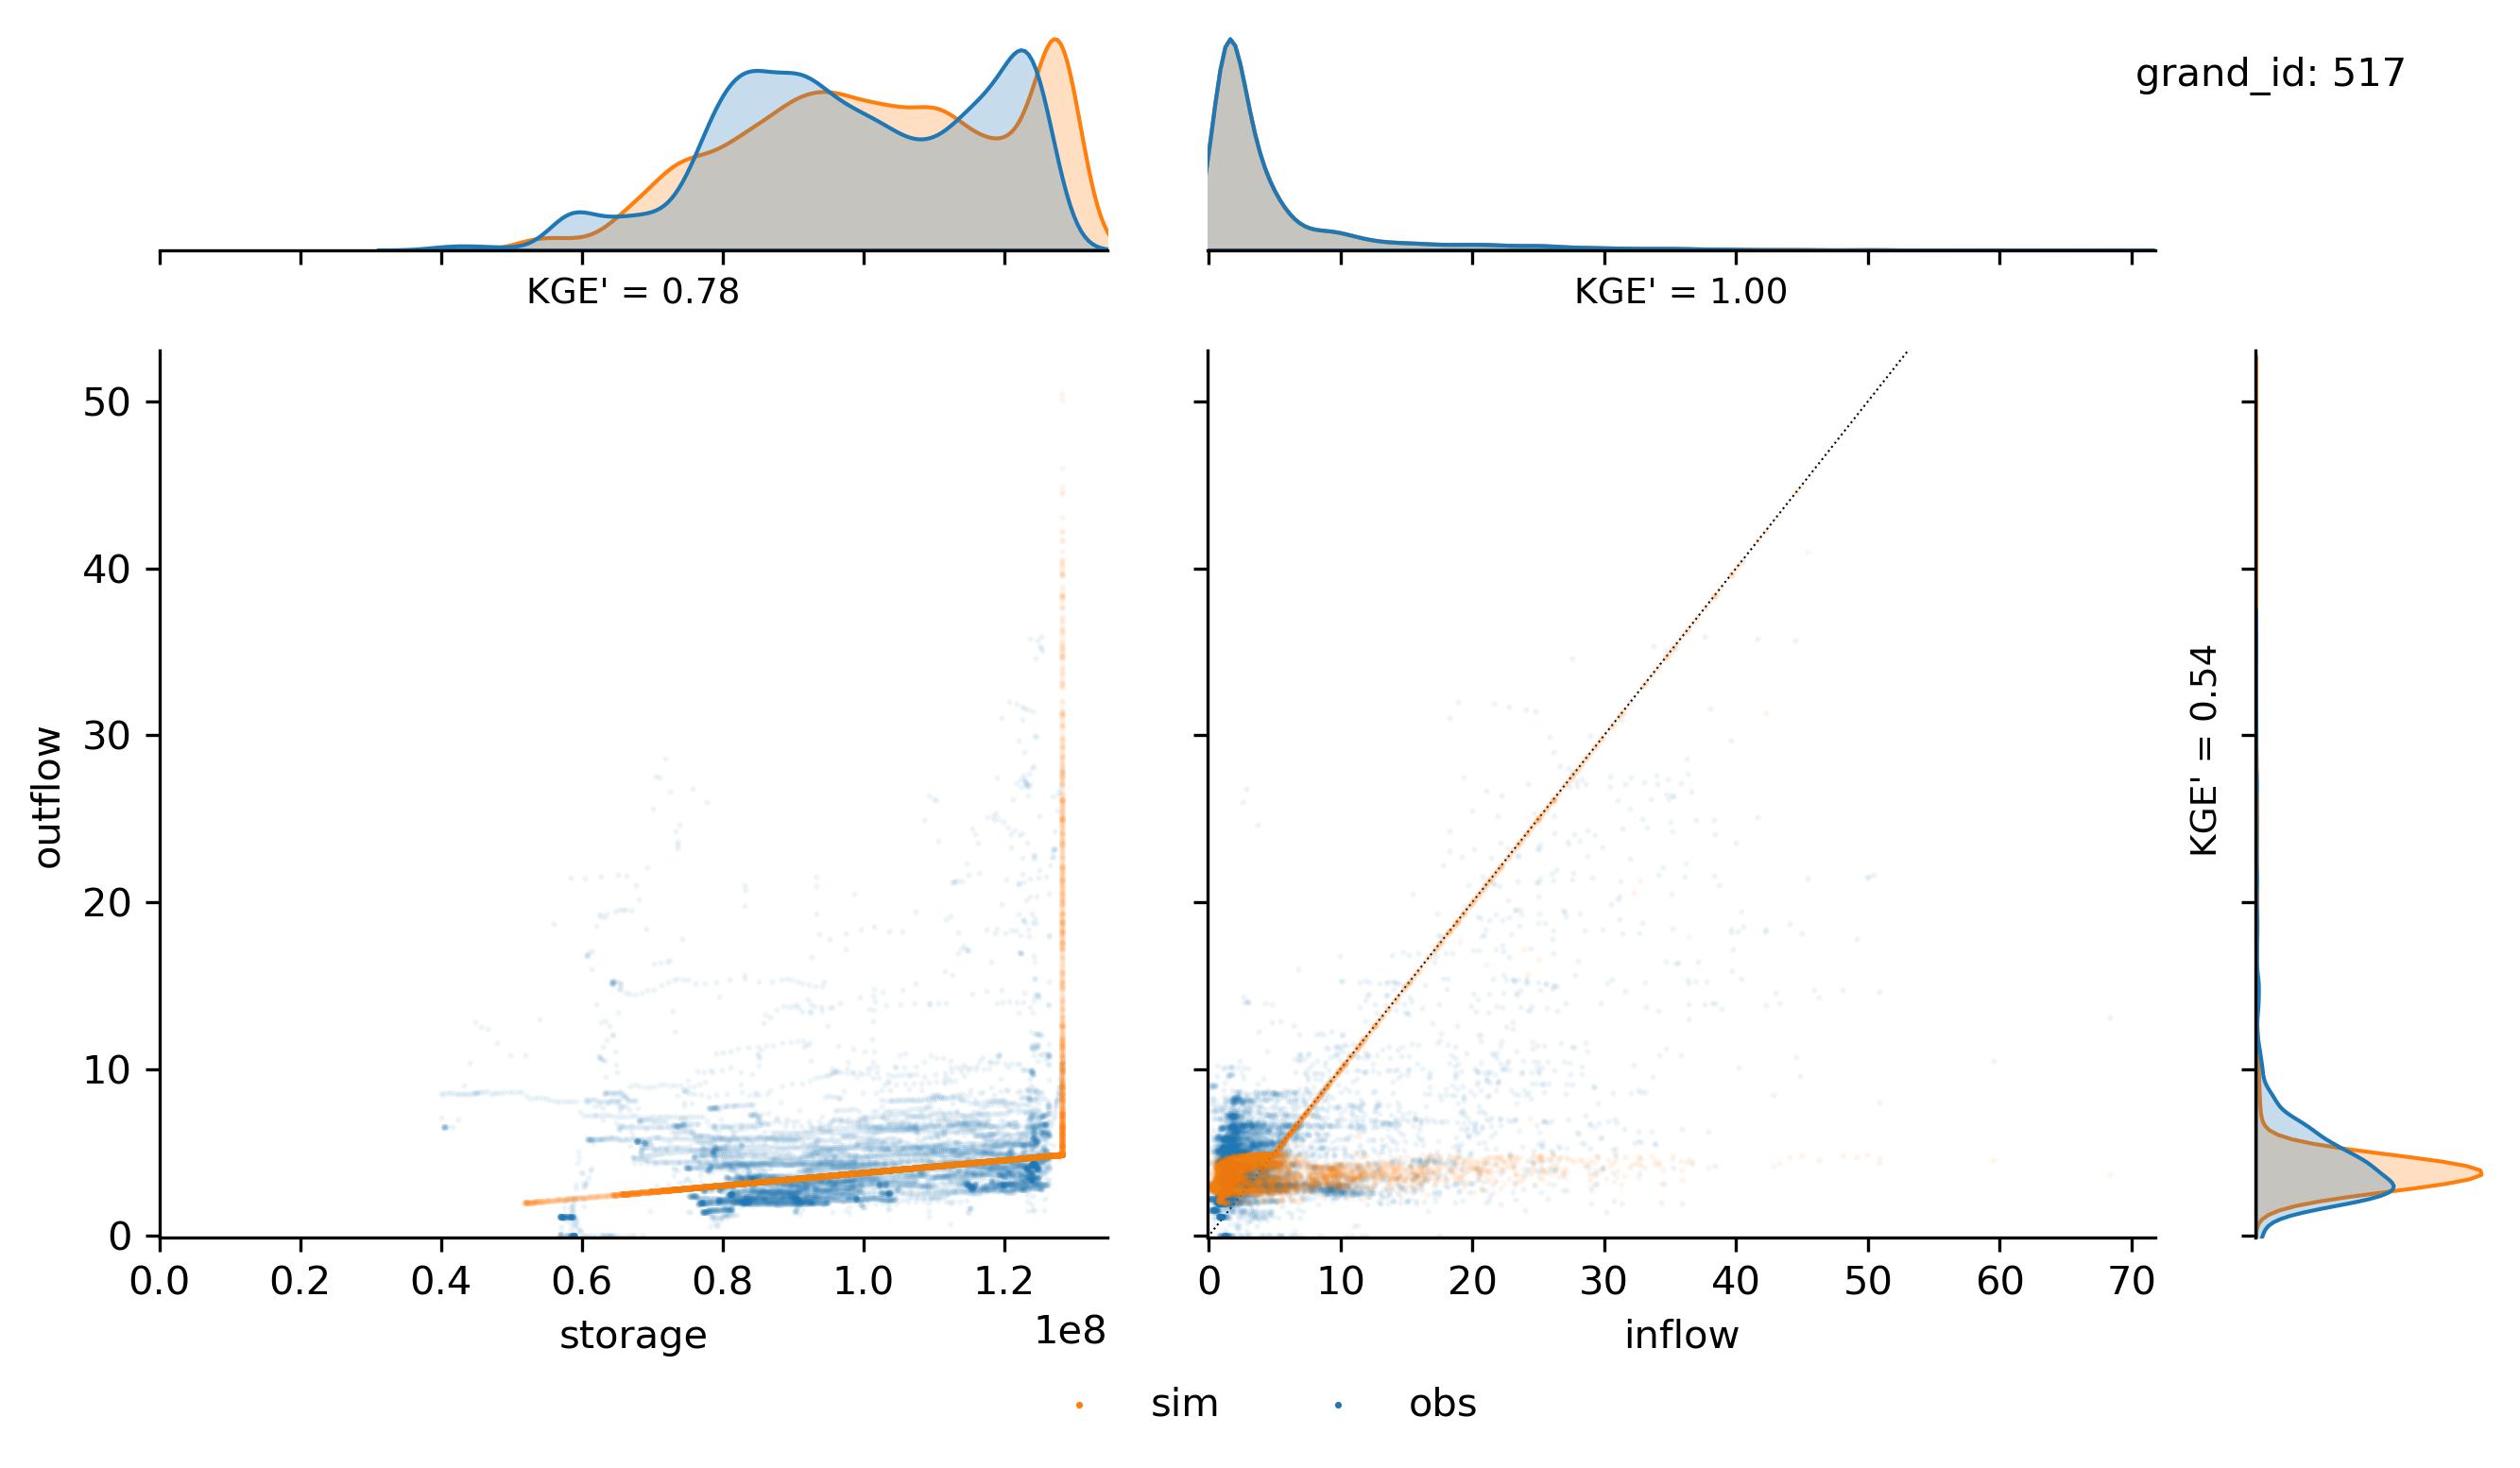 grand_id: 517
KGE' = 0.78
KGE' = 1.00
outflow
50
40
30
20
10
0
KGE' = 0.54
0.0 0.2 0.4 0.6 0.8 1.0 1.2
1e8
storage
0 10 20 30 40 50 60 70
inflow
sim obs